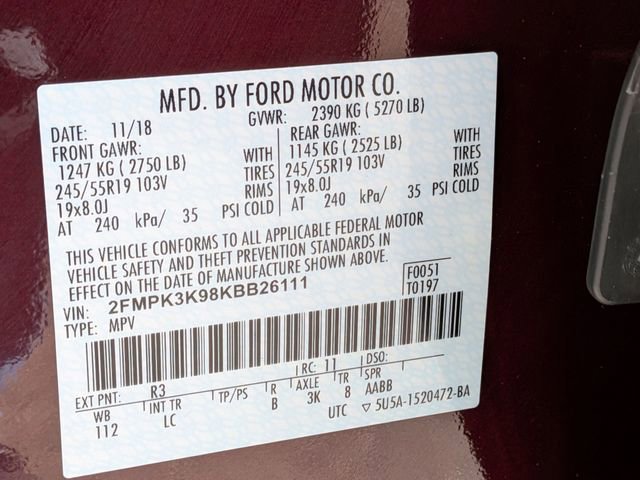 MFD. BY FORD MOTOR CO.
DATE: 11/18 GVWR: 2390 KG ( 5270 LB)
FRONT GAWR: REAR GAWR:
1247 KG ( 2750 LB) WITH 1145 KG ( 2525 LB) WITH
245/55R19 103V TIRES 245/55R19 103V TIRES
19x8.0J RIMS 19x8.0J RIMS
AT 240 kPa/ 35 PSI COLD AT 240 kPa/ 35 PSI COLD
THIS VEHICLE CONFORMS TO ALL APPLICABLE FEDERAL MOTOR
VEHICLE SAFETY AND THEFT PREVENTION STANDARDS IN
EFFECT ON THE DATE OF MANUFACTURE SHOWN ABOVE.
VIN: 2FMPK3K98KBB26111 F0051
TYPE: MPV T0197
EXT PNT: R3 RC: 11 DSO:
WB INT TR TP/PS R AXLE TR SPR
112 LC B 3K 8 AABB
UTC ▽ 5U5A-1520472-BA